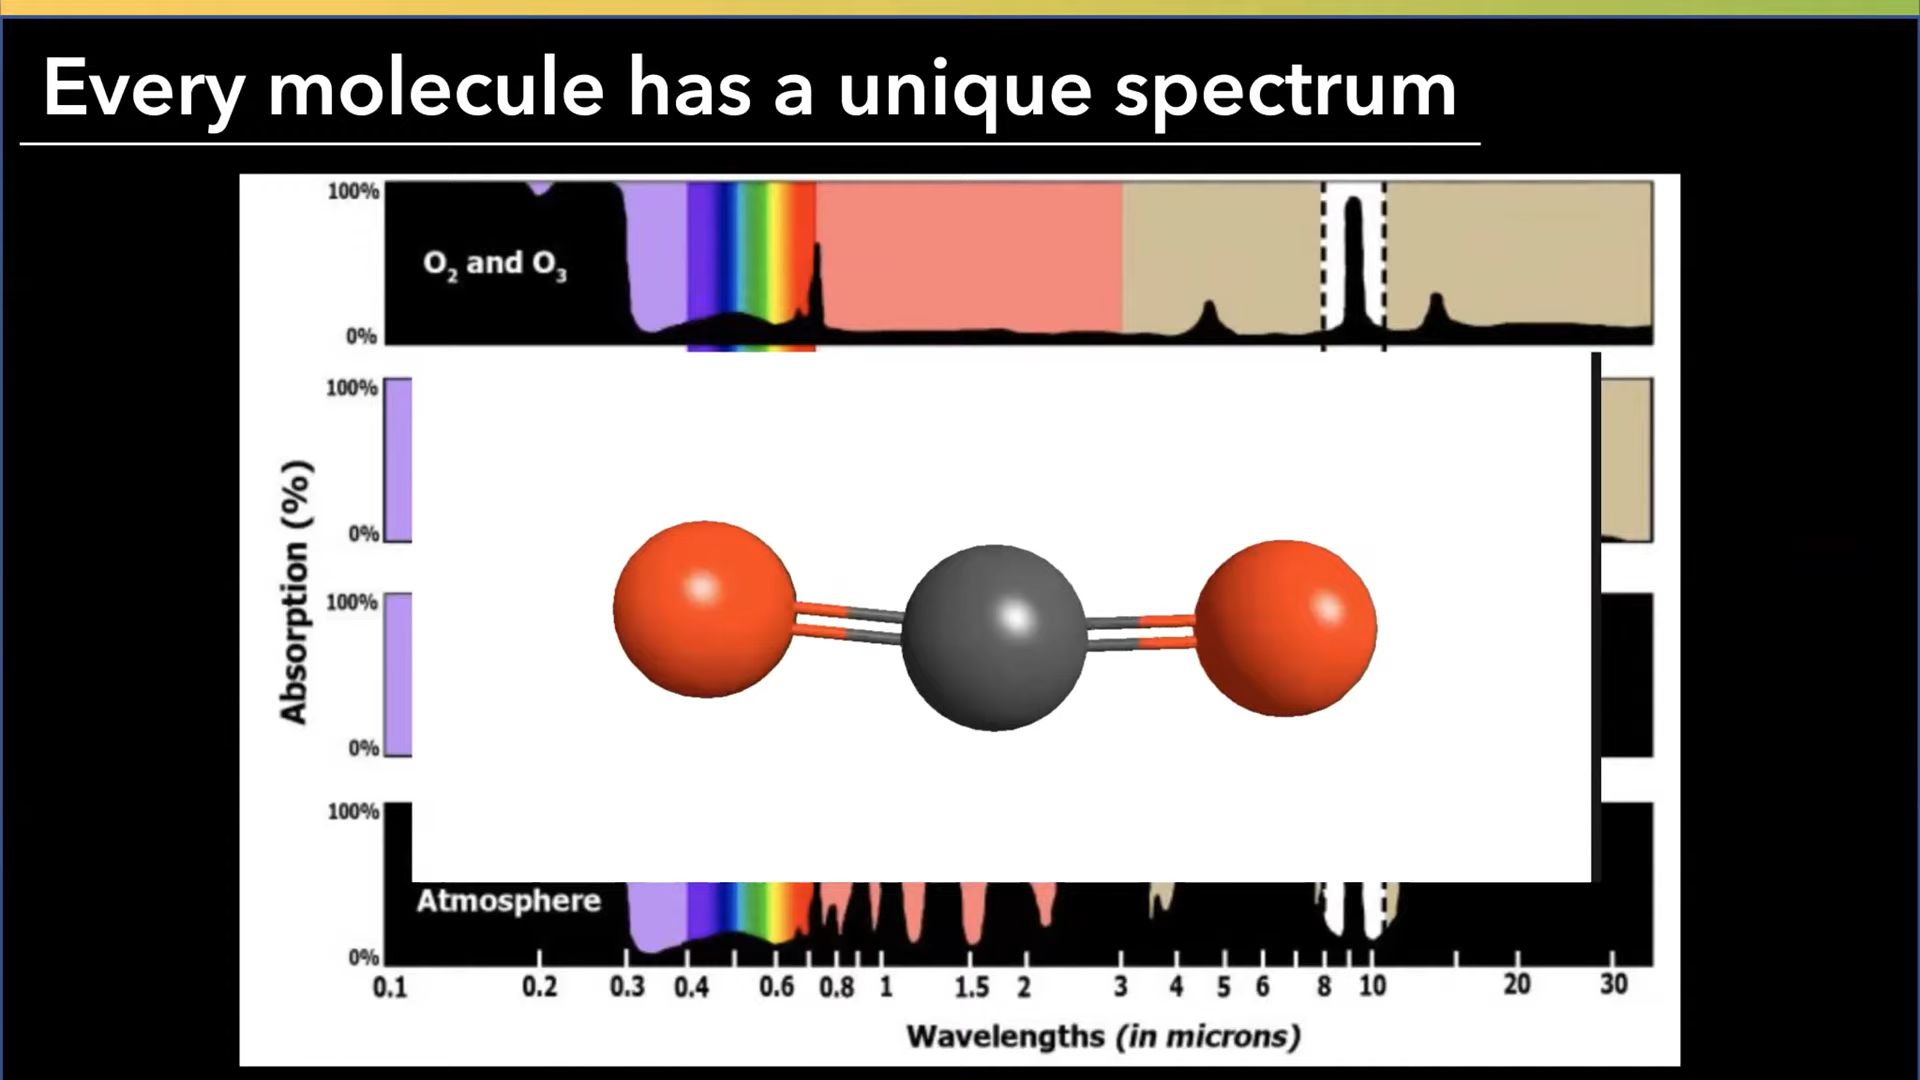 Every molecule has a unique spectrum
100%
O₂ and O₃
0%
100%
0%
Absorption (%)
100%
0%
100%
Atmosphere
0%
0.1 0.2 0.3 0.4 0.6 0.8 1 1.5 2 3 4 5 6 8 10 20 30
Wavelengths (in microns)